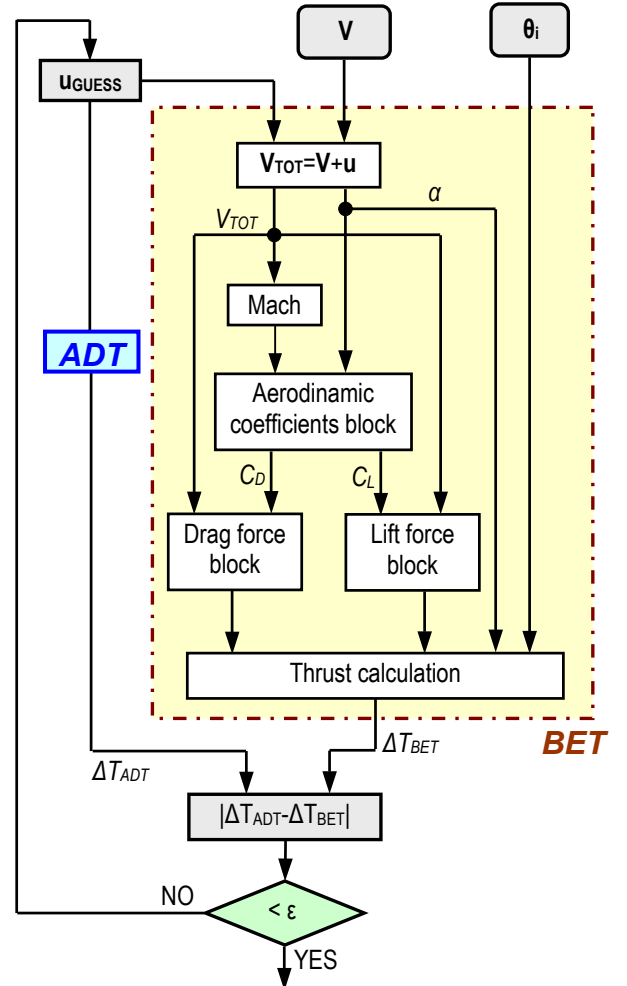 V
θi
uGUESS
VTOT=V+u
α
VTOT
Mach
ADT
Aerodinamic
coefficients block
CD
CL
Drag force
block
Lift force
block
Thrust calculation
BET
ΔTADT
ΔTBET
|ΔTADT-ΔTBET|
NO
< ε
YES